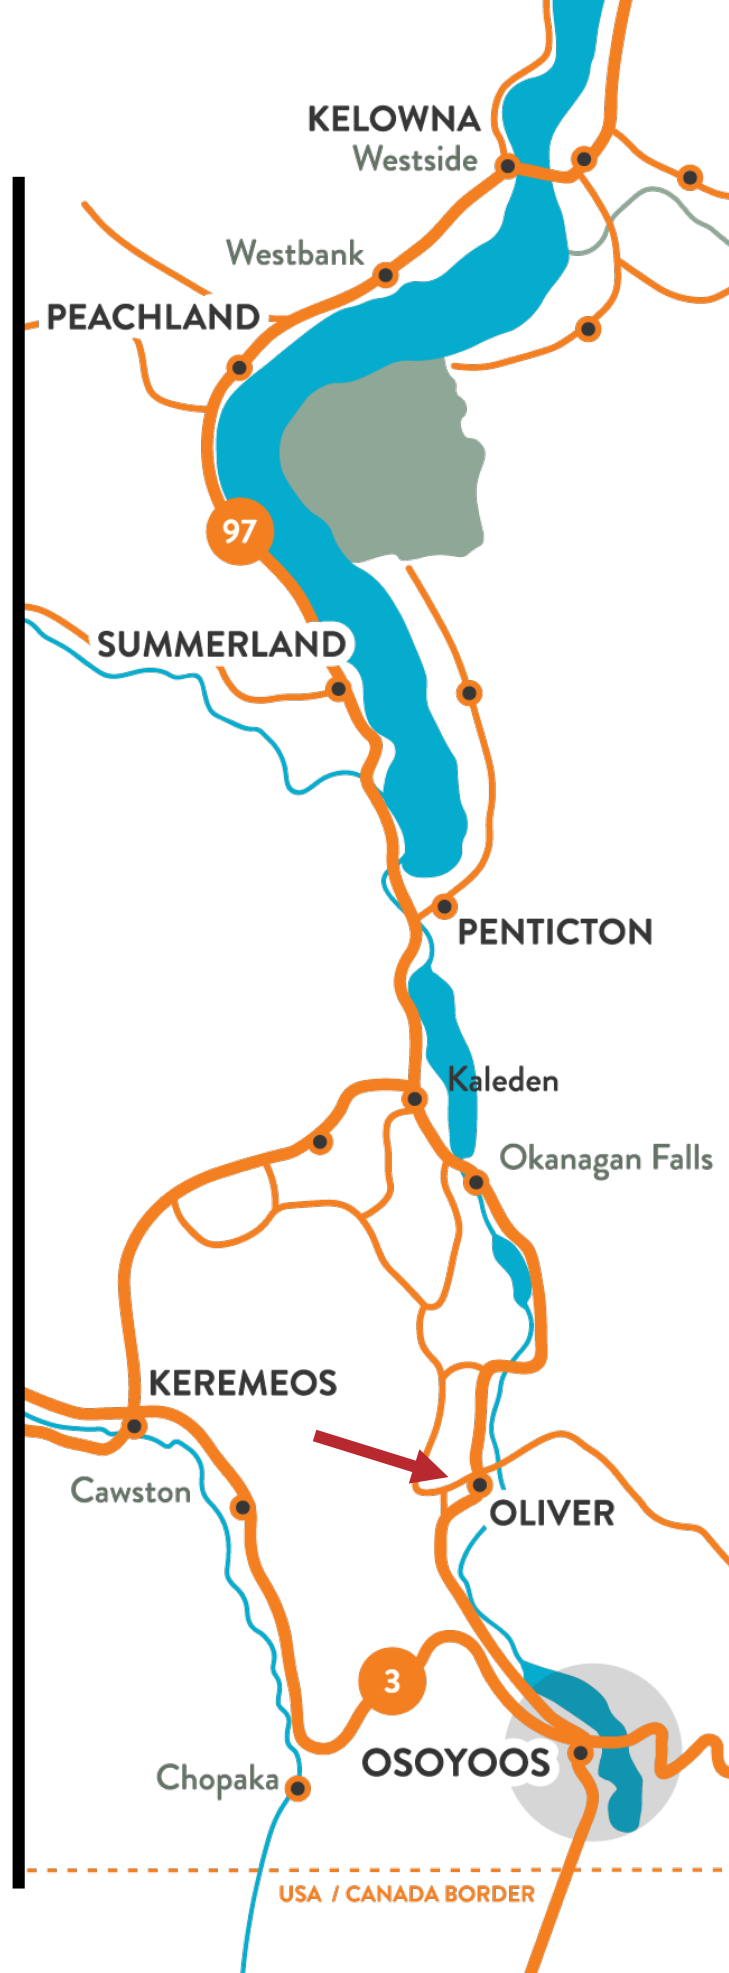 KELOWNA
Westside
Westbank
PEACHLAND
97
SUMMERLAND
PENTICTON
Kaleden
Okanagan Falls
KEREMEOS
Cawston
OLIVER
3
OSOYOOS
Chopaka
USA / CANADA BORDER